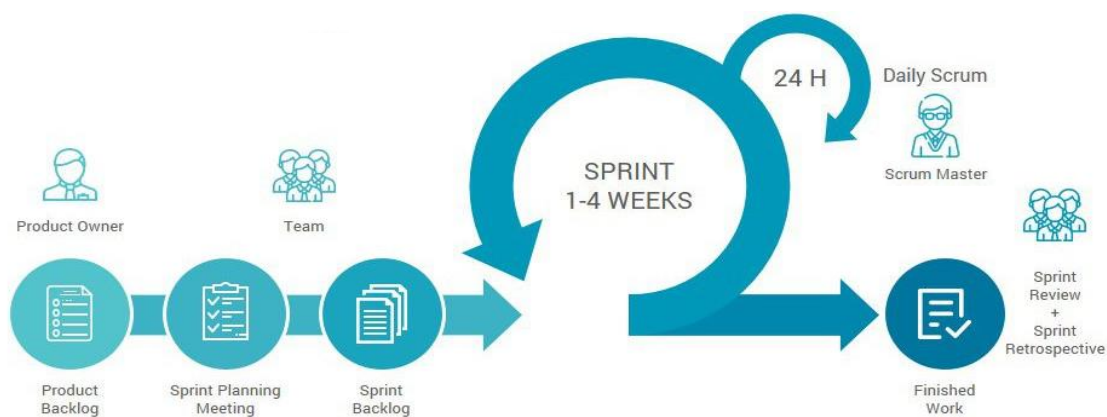 24 H
Daily Scrum
SPRINT
1-4 WEEKS
Scrum Master
Product Owner
Team
Sprint
Review
+
Sprint
Retrospective
Product
Backlog
Sprint Planning
Meeting
Sprint
Backlog
Finished
Work